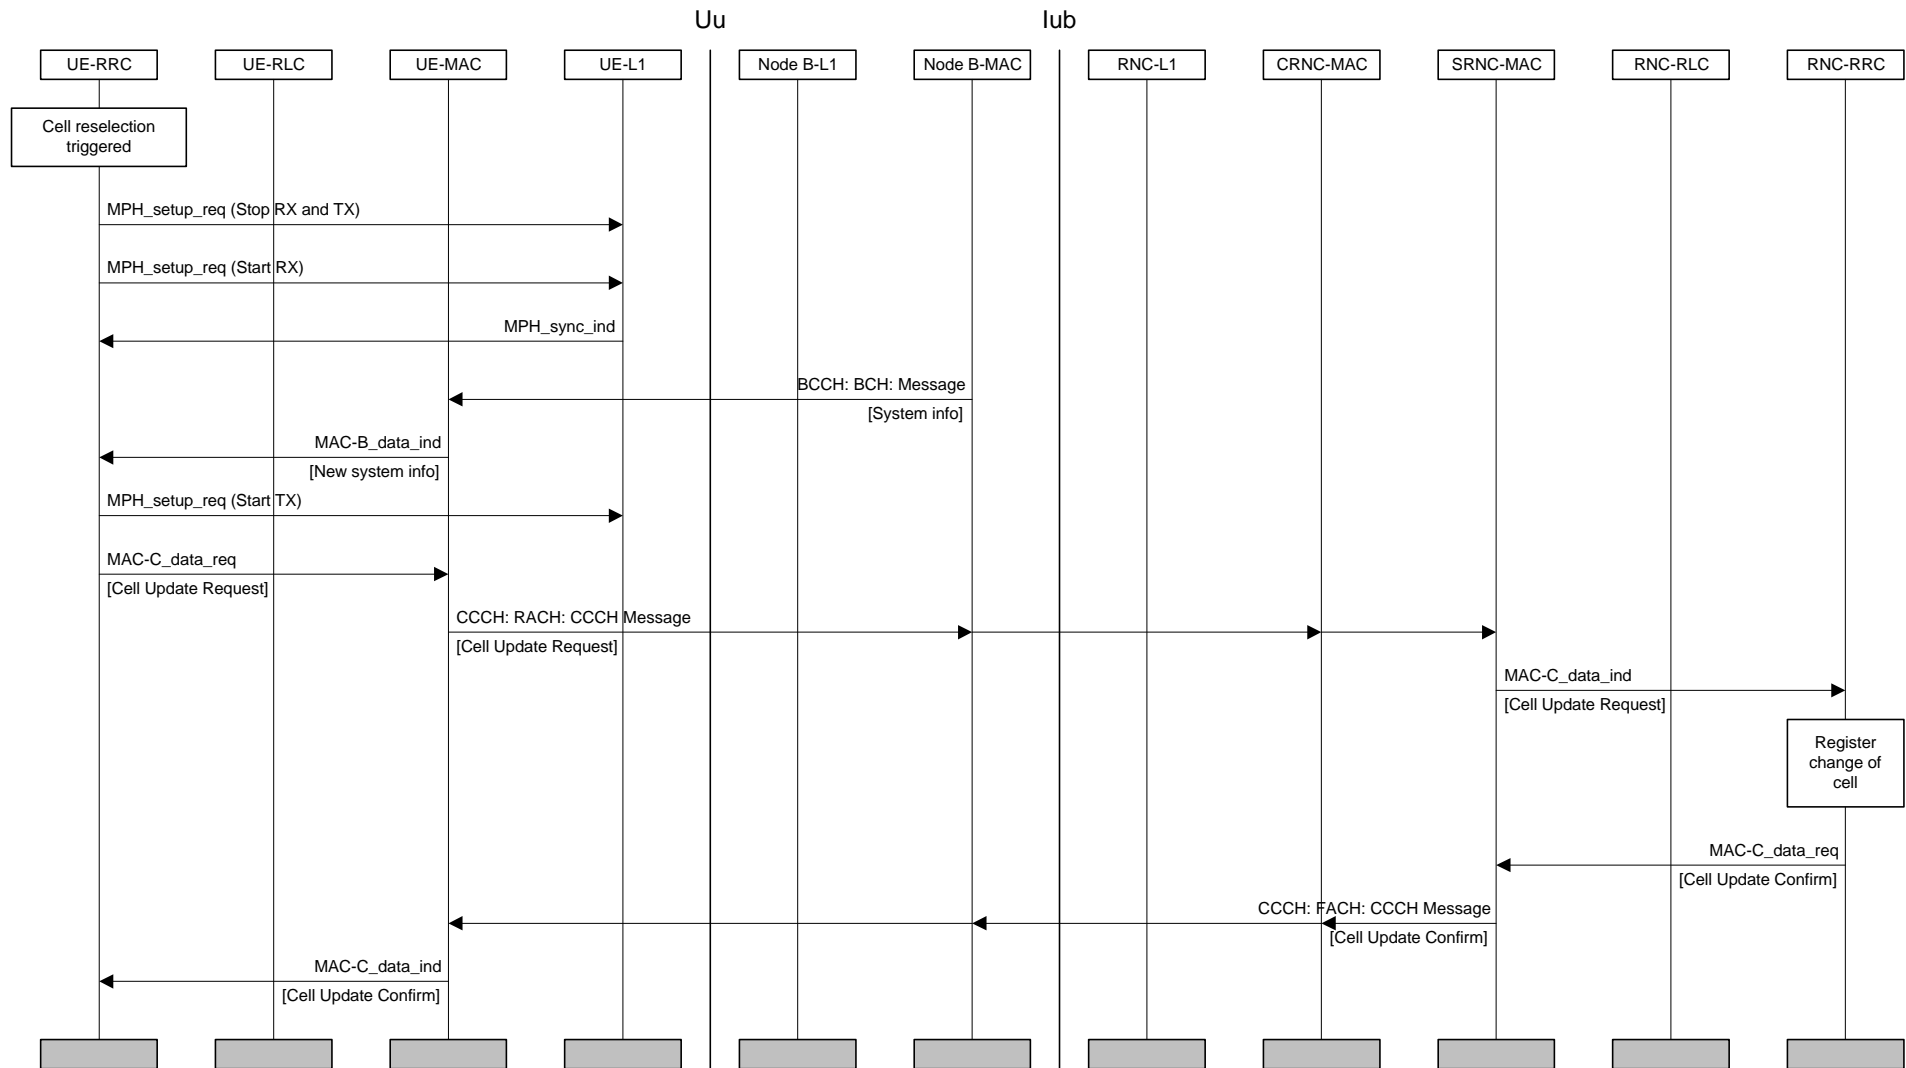 Uu
Iub
UE-RRC
UE-RLC
UE-MAC
UE-L1
Node B-L1
Node B-MAC
RNC-L1
CRNC-MAC
SRNC-MAC
RNC-RLC
RNC-RRC
Cell reselection
triggered
MPH_setup_req (Stop RX and TX)
MPH_setup_req (Start RX)
MPH_sync_ind
BCCH: BCH: Message
[System info]
MAC-B_data_ind
[New system info]
MPH_setup_req (Start TX)
MAC-C_data_req
[Cell Update Request]
CCCH: RACH: CCCH Message
[Cell Update Request]
MAC-C_data_ind
[Cell Update Request]
Register
change of
cell
MAC-C_data_req
[Cell Update Confirm]
CCCH: FACH: CCCH Message
[Cell Update Confirm]
MAC-C_data_ind
[Cell Update Confirm]